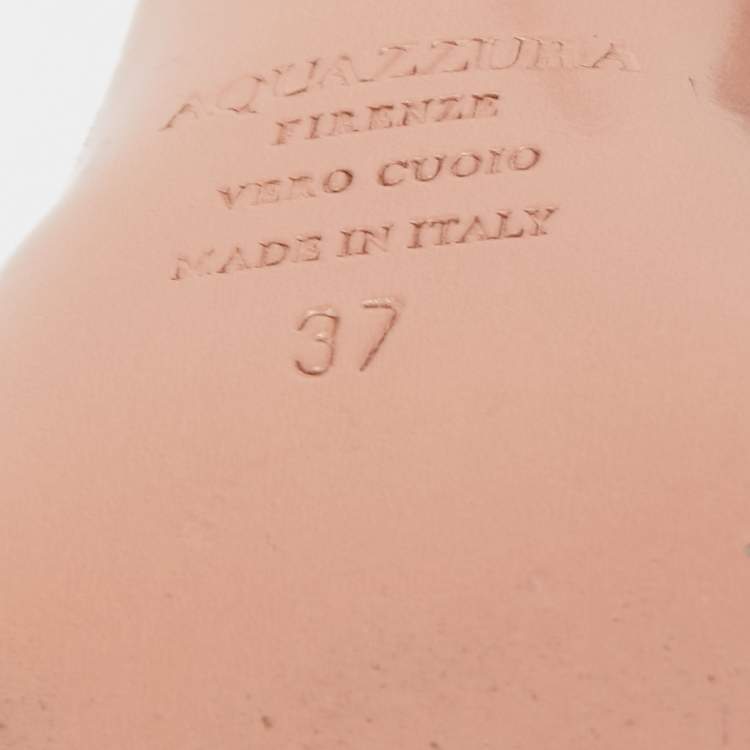 AQUAZZURA
FIRENZE
VERO CUOIO
MADE IN ITALY
37